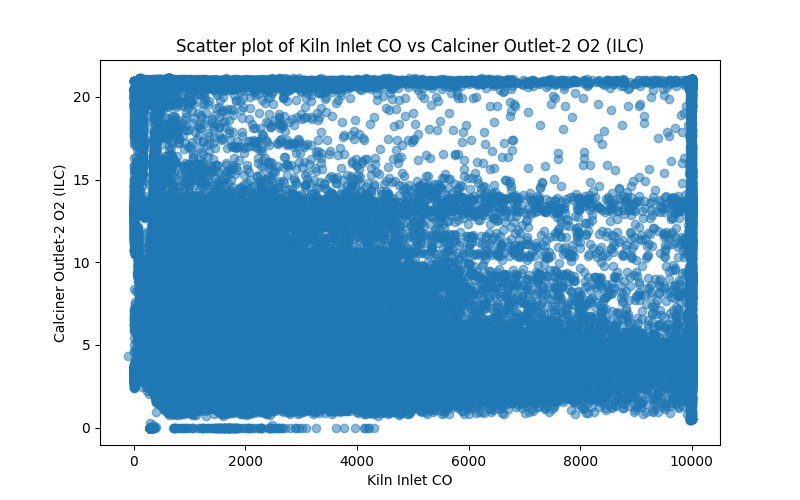 Scatter plot of Kiln Inlet CO vs Calciner Outlet-2 O2 (ILC)
20
15
10
5
0
Calciner Outlet-2 O2 (ILC)
0 2000 4000 6000 8000 10000
Kiln Inlet CO